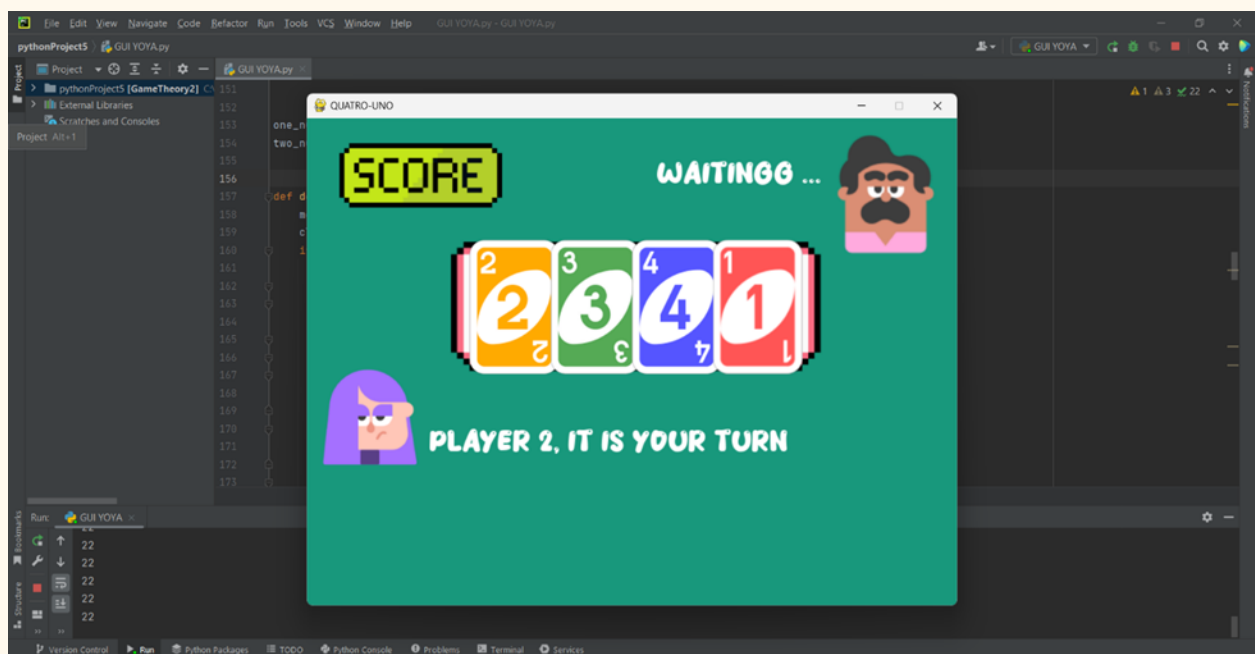 File Edit View Navigate Code Refactor Run Tools VCS Window Help GUI YOYA.py - GUI YOYA.py
pythonProject5 GUI YOYA.py GUI YOYA
Project GUI YOYA.py
Project
pythonProject5 [GameTheory2] 151
External Libraries 152
Scratches and Consoles 153 one_n
Project Alt+1
154 two_n
155
156
157 def d
158 m
159 c
160 i
161
162
163
164
165
166
167
168
169
170
171
172
173
1 3 22
Notifications
QUATRO-UNO
SCORE
WAITINGG ...
2 3 4 1
2 3 4 1
2 3 4 1
PLAYER 2, IT IS YOUR TURN
Run: GUI YOYA
22
22
22
22
22
Bookmarks
Structure
Version Control Run Python Packages TODO Python Console Problems Terminal Services